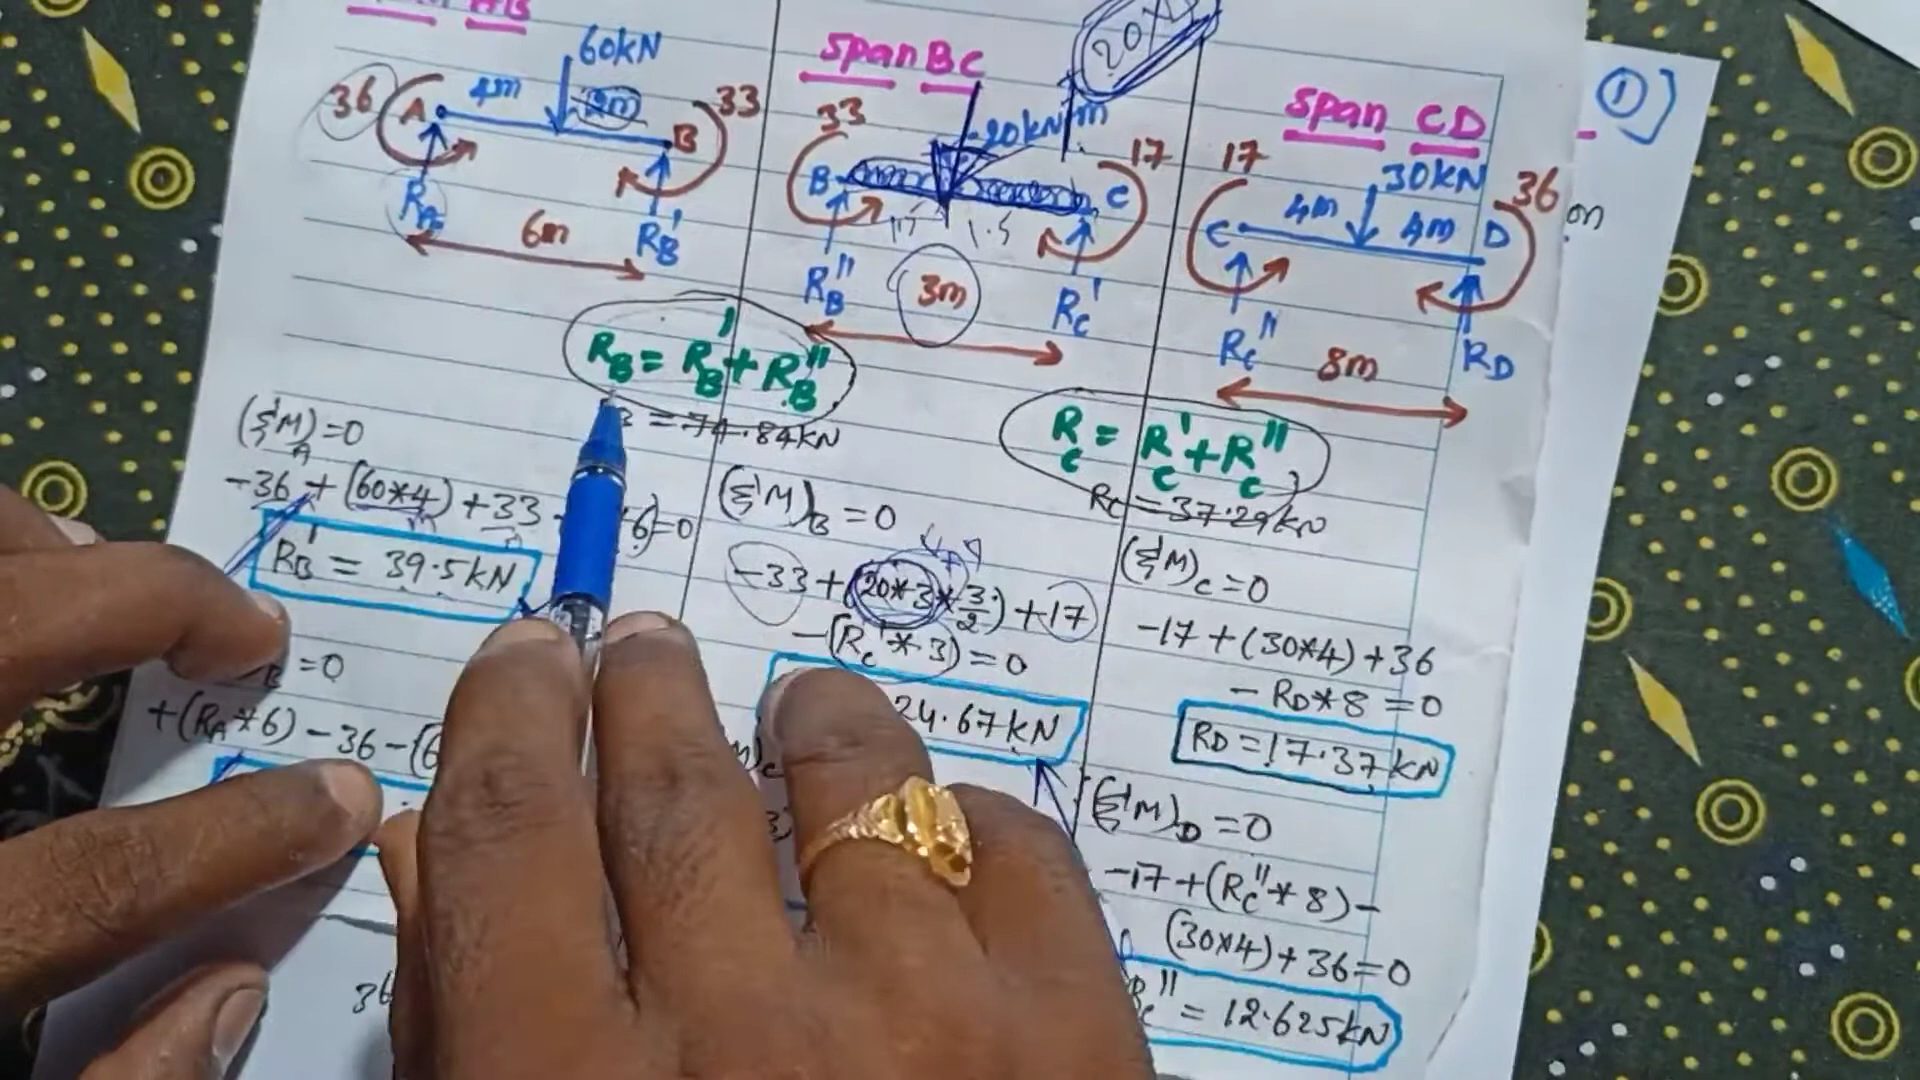 AB
60kN
4m
2m
36
A
B
33
RA
RB'
6m
Span BC
20x
33
20kN/m
17
B
C
1.5
1.5
RB''
3m
RC'
Span CD
17
30kN
36
4m
4m
C
D
RC''
RD
8m
①
on
RB = RB' + RB''
= 74.84kN
RC = RC' + RC''
RC = 37.29kN
(ΣM)A = 0
-36 + (60*4) + 33
6) = 0
RB' = 39.5kN
B = 0
+(RA*6) - 36 - (6
(ΣM)B = 0
-33 + (20*3*3/2) + 17
-(RC'*3) = 0
24.67kN
(ΣM)C = 0
-17 + (30*4) + 36
- RD*8 = 0
RD = 17.37kN
(ΣM)D = 0
-17 + (RC''*8) -
(30*4) + 36 = 0
RC'' = 12.625kN
36